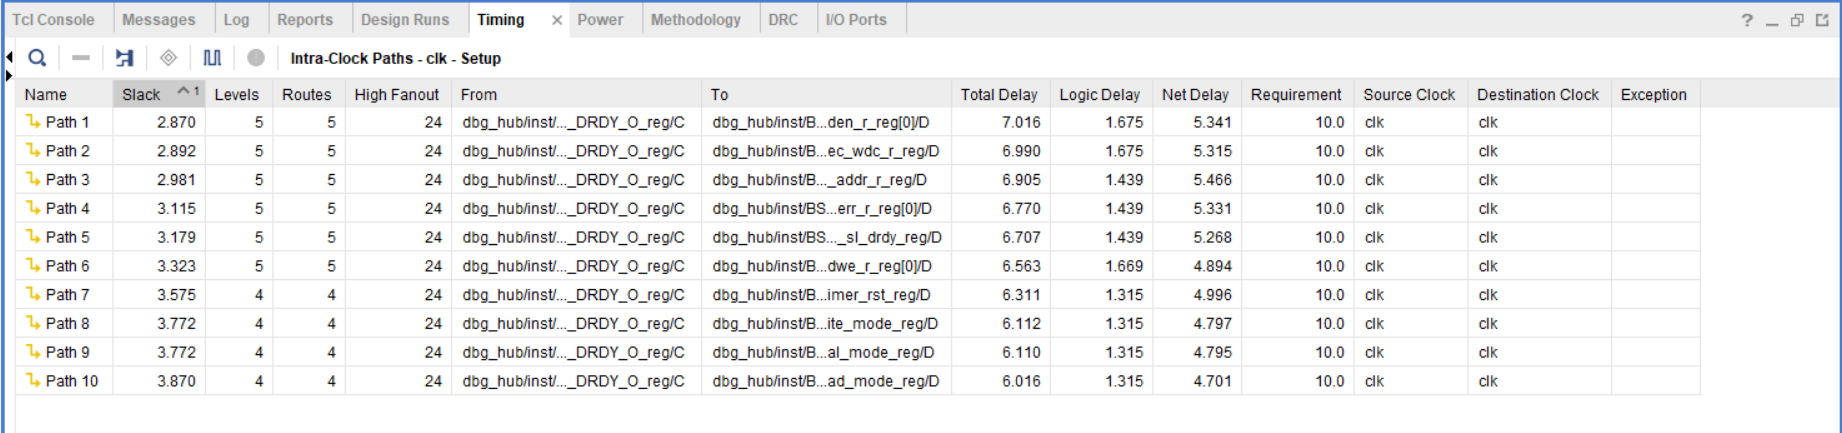 Tcl Console Messages Log Reports Design Runs Timing × Power Methodology DRC I/O Ports ? _
Intra-Clock Paths - clk - Setup
Name Slack ^1 Levels Routes High Fanout From To Total Delay Logic Delay Net Delay Requirement Source Clock Destination Clock Exception
Path 1 2.870 5 5 24 dbg_hub/inst/..._DRDY_O_reg/C dbg_hub/inst/B...den_r_reg[0]/D 7.016 1.675 5.341 10.0 clk clk
Path 2 2.892 5 5 24 dbg_hub/inst/..._DRDY_O_reg/C dbg_hub/inst/B...ec_wdc_r_reg/D 6.990 1.675 5.315 10.0 clk clk
Path 3 2.981 5 5 24 dbg_hub/inst/..._DRDY_O_reg/C dbg_hub/inst/B..._addr_r_reg/D 6.905 1.439 5.466 10.0 clk clk
Path 4 3.115 5 5 24 dbg_hub/inst/..._DRDY_O_reg/C dbg_hub/inst/BS...err_r_reg[0]/D 6.770 1.439 5.331 10.0 clk clk
Path 5 3.179 5 5 24 dbg_hub/inst/..._DRDY_O_reg/C dbg_hub/inst/BS..._sl_drdy_reg/D 6.707 1.439 5.268 10.0 clk clk
Path 6 3.323 5 5 24 dbg_hub/inst/..._DRDY_O_reg/C dbg_hub/inst/B...dwe_r_reg[0]/D 6.563 1.669 4.894 10.0 clk clk
Path 7 3.575 4 4 24 dbg_hub/inst/..._DRDY_O_reg/C dbg_hub/inst/B...imer_rst_reg/D 6.311 1.315 4.996 10.0 clk clk
Path 8 3.772 4 4 24 dbg_hub/inst/..._DRDY_O_reg/C dbg_hub/inst/B...ite_mode_reg/D 6.112 1.315 4.797 10.0 clk clk
Path 9 3.772 4 4 24 dbg_hub/inst/..._DRDY_O_reg/C dbg_hub/inst/B...al_mode_reg/D 6.110 1.315 4.795 10.0 clk clk
Path 10 3.870 4 4 24 dbg_hub/inst/..._DRDY_O_reg/C dbg_hub/inst/B...ad_mode_reg/D 6.016 1.315 4.701 10.0 clk clk